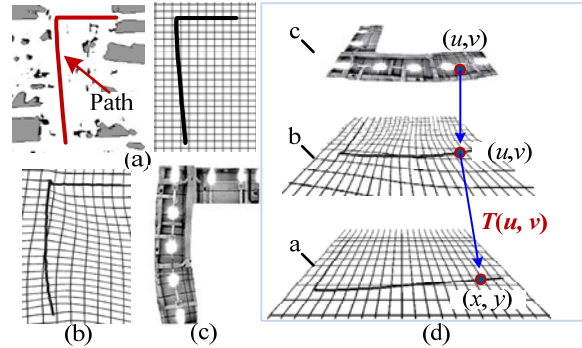 Path
(a)
(b)
(c)
c
(u,v)
b
(u,v)
T(u, v)
a
(x, y)
(d)